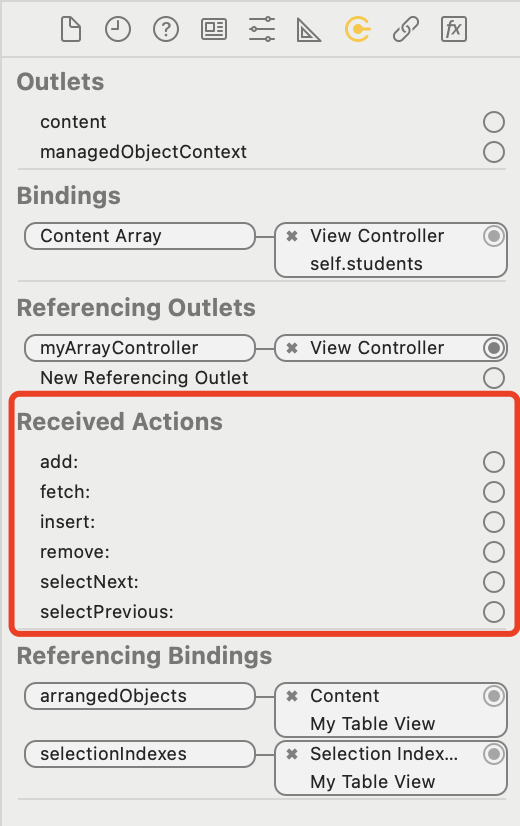 Outlets
content
managedObjectContext
Bindings
Content Array
View Controller
self.students
Referencing Outlets
myArrayController
View Controller
New Referencing Outlet
Received Actions
add:
fetch:
insert:
remove:
selectNext:
selectPrevious:
Referencing Bindings
arrangedObjects
Content
My Table View
selectionIndexes
Selection Index...
My Table View